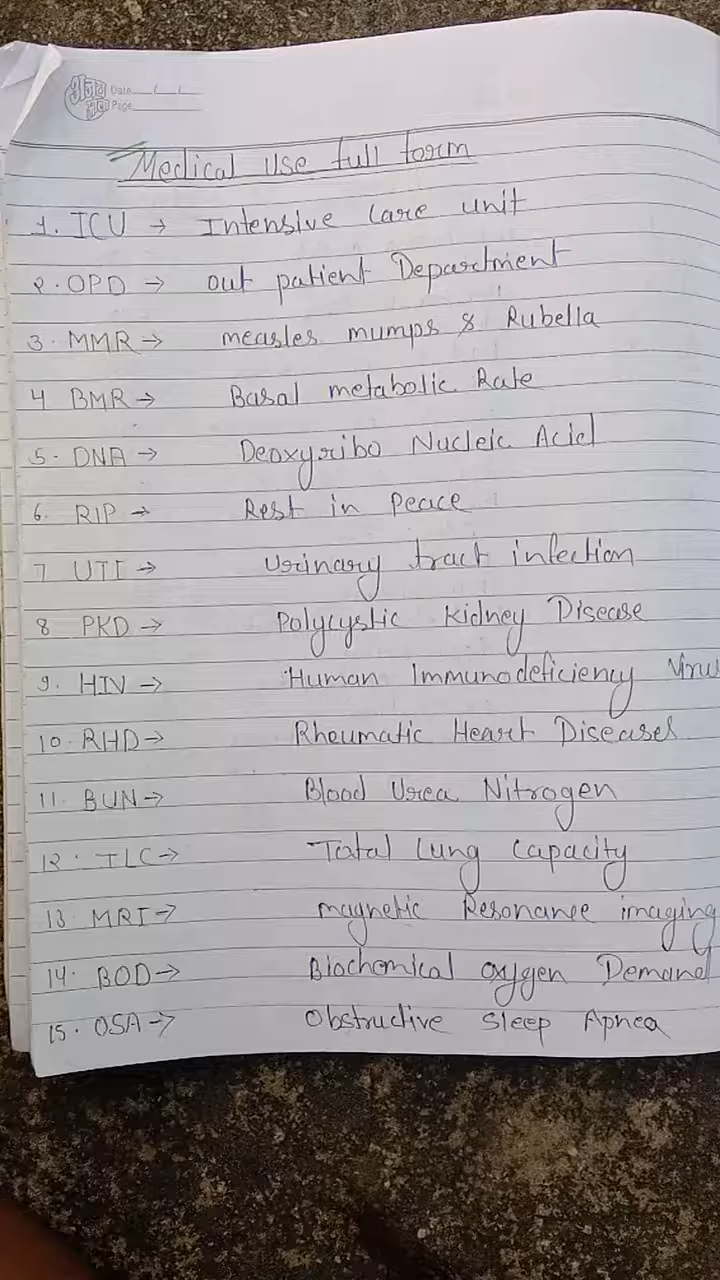 Date / /
Page
Medical Use full form
1. ICU → Intensive Care unit
2. OPD → out patient Department
3. MMR → measles mumps & Rubella
4 BMR → Basal metabolic Rate
5. DNA → Deoxyribo Nucleic Acid
6. RIP → Rest in peace
7 UTI → Urinary tract infection
8 PKD → Polycystic Kidney Disease
9. HIV → Human Immunodeficiency Virus
10. RHD → Rheumatic Heart Diseases
11. BUN → Blood Urea Nitrogen
12. TLC → Total Lung Capacity
13. MRI → magnetic Resonance imaging
14. BOD → Biochemical oxygen Demand
15. OSA → Obstructive Sleep Apnea